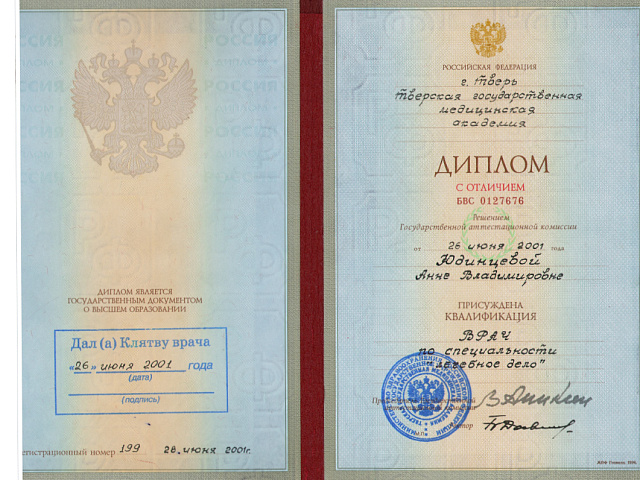 ДИПЛОМ ЯВЛЯЕТСЯ
ГОСУДАРСТВЕННЫМ ДОКУМЕНТОМ
О ВЫСШЕМ ОБРАЗОВАНИИ
Дал (а) Клятву врача
«26» июня 2001 года
(дата)
(подпись)
регистрационный номер 199 28 июня 2001г.
РОССИЙСКАЯ ФЕДЕРАЦИЯ
г. Тверь
Тверская государственная
медицинская
академия
ДИПЛОМ
С ОТЛИЧИЕМ
БВС 0127676
Решением
Государственной аттестационной комиссии
от 26 июня 2001 года
Юдинцевой
Анне Владимировне
ПРИСУЖДЕНА
КВАЛИФИКАЦИЯ
ВРАЧ
по специальности
"лечебное дело"